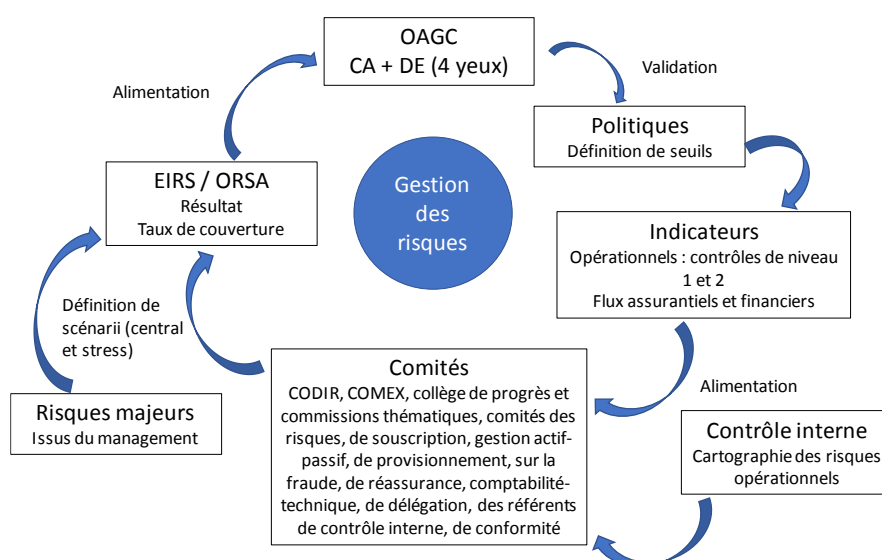 OAGC
CA + DE (4 yeux)
Alimentation
Validation
Politiques
Définition de seuils
EIRS / ORSA
Résultat
Taux de couverture
Gestion
des
risques
Indicateurs
Opérationnels : contrôles de niveau
1 et 2
Flux assurantiels et financiers
Définition de
scénarii (central
et stress)
Comités
CODIR, COMEX, collège de progrès et
commissions thématiques, comités des
risques, de souscription, gestion actif-
passif, de provisionnement, sur la
fraude, de réassurance, comptabilité-
technique, de délégation, des référents
de contrôle interne, de conformité
Alimentation
Risques majeurs
Issus du management
Contrôle interne
Cartographie des risques
opérationnels